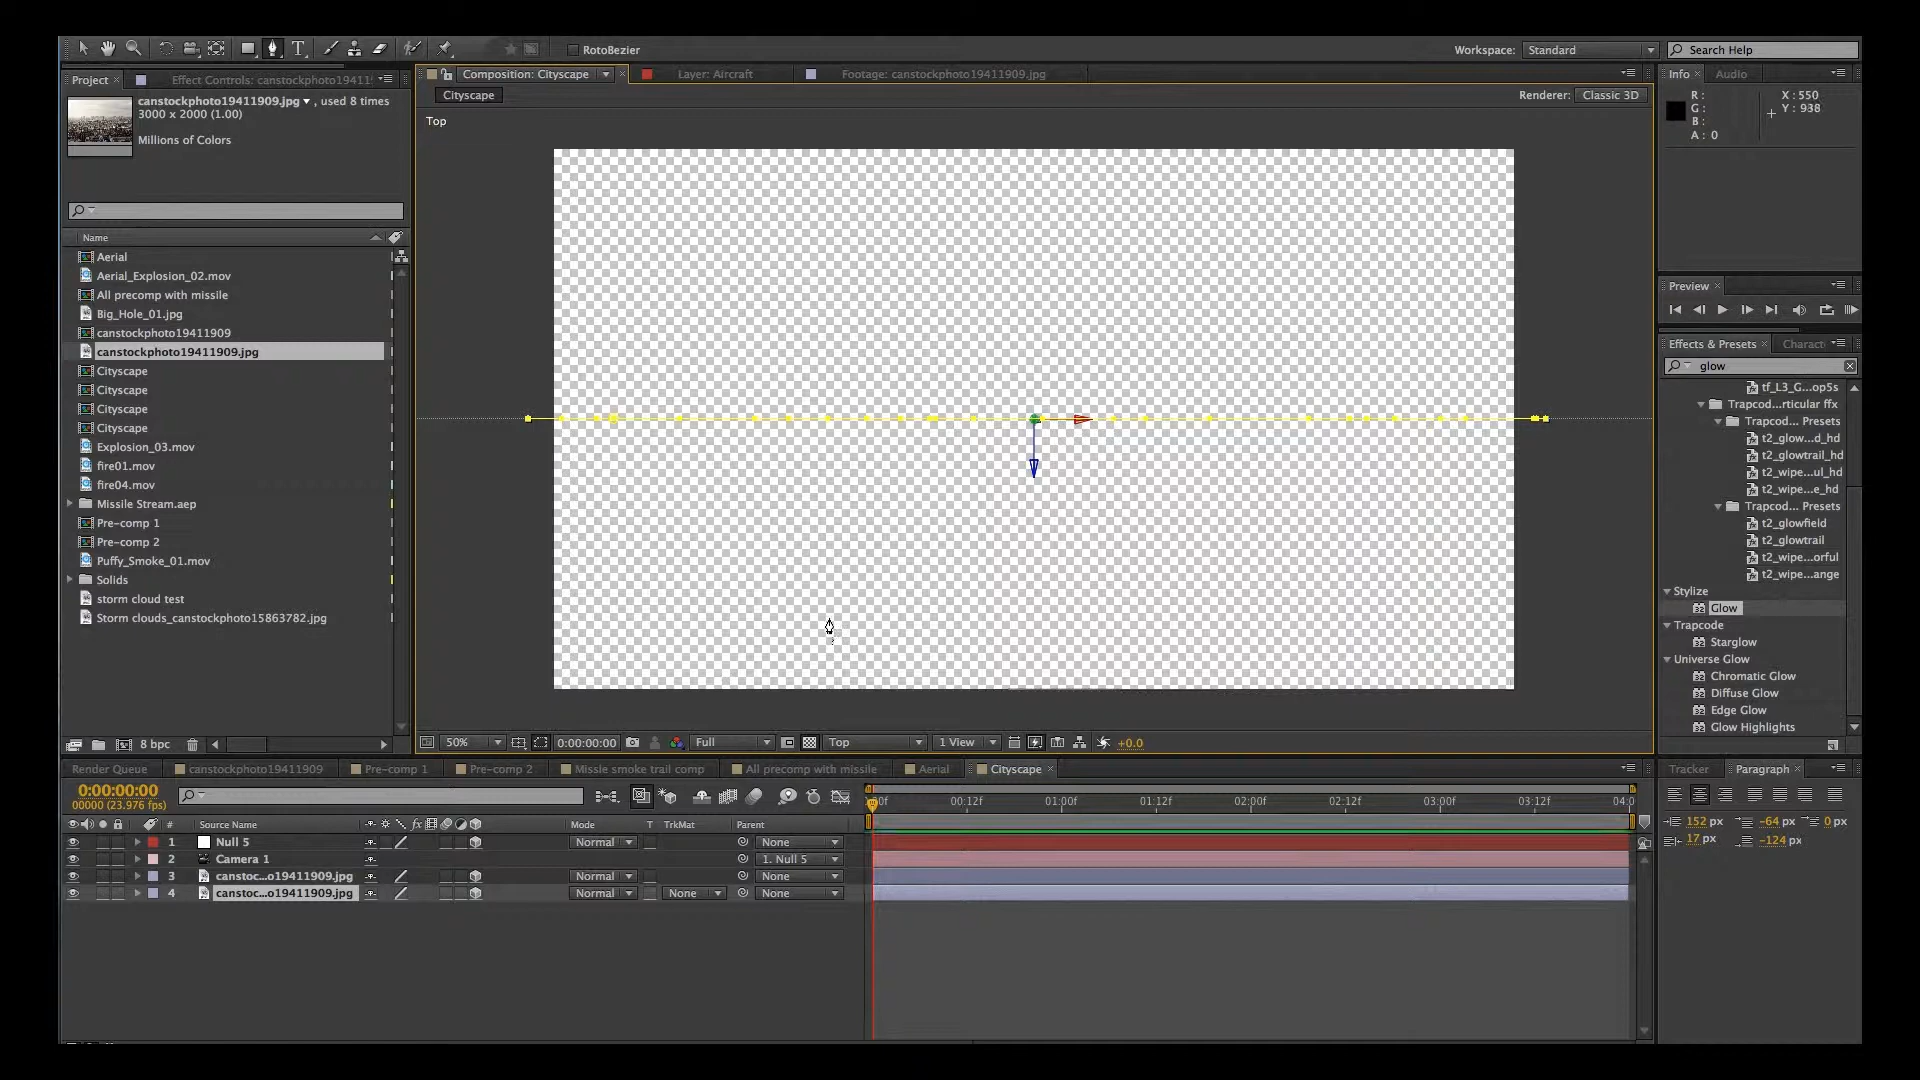 RotoBezier
Workspace: Standard
Search Help
Project
Effect Controls: canstockphoto19411
Composition: Cityscape
Layer: Aircraft
Footage: canstockphoto19411909.jpg
Info
Audio
canstockphoto19411909.jpg ▾ , used 8 times
3000 x 2000 (1.00)
Millions of Colors
Cityscape
Renderer: Classic 3D
R :
G :
B :
A : 0
X : 550
Y : 938
Top
Name
Aerial
Aerial_Explosion_02.mov
All precomp with missile
Big_Hole_01.jpg
canstockphoto19411909
canstockphoto19411909.jpg
Cityscape
Cityscape
Cityscape
Cityscape
Explosion_03.mov
fire01.mov
fire04.mov
Missile Stream.aep
Pre-comp 1
Pre-comp 2
Puffy_Smoke_01.mov
Solids
storm cloud test
Storm clouds_canstockphoto15863782.jpg
8 bpc
Preview
Effects & Presets
Charact
glow
tf_L3_G...op5s
Trapcod...rticular ffx
Trapcod... Presets
t2_glow...d_hd
t2_glowtrail_hd
t2_wipe...ul_hd
t2_wipe...e_hd
Trapcod... Presets
t2_glowfield
t2_glowtrail
t2_wipe...orful
t2_wipe...ange
Stylize
Glow
Trapcode
Starglow
Universe Glow
Chromatic Glow
Diffuse Glow
Edge Glow
Glow Highlights
50%
0:00:00:00
Full
Top
1 View
+0.0
Render Queue
canstockphoto19411909
Pre-comp 1
Pre-comp 2
Missle smoke trail comp
All precomp with missile
Aerial
Cityscape
Tracker
Paragraph
0:00:00:00
00000 (23.976 fps)
:00f
00:12f
01:00f
01:12f
02:00f
02:12f
03:00f
03:12f
04:0
# Source Name
Mode
T TrkMat
Parent
1 Null 5 Normal None
2 Camera 1 1. Null 5
3 canstoc...o19411909.jpg Normal None
4 canstoc...o19411909.jpg Normal None None
152 px
-64 px
0 px
17 px
-124 px